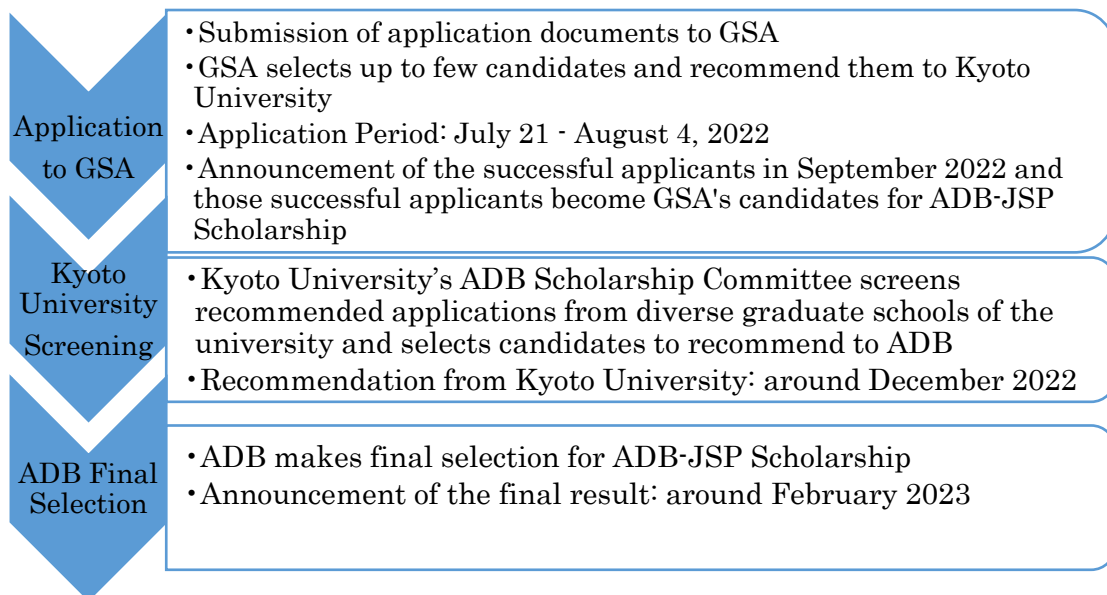 Application
to GSA
・Submission of application documents to GSA
・GSA selects up to few candidates and recommend them to Kyoto
University
・Application Period: July 21 - August 4, 2022
・Announcement of the successful applicants in September 2022 and
those successful applicants become GSA's candidates for ADB-JSP
Scholarship
Kyoto
University
Screening
・Kyoto University’s ADB Scholarship Committee screens
recommended applications from diverse graduate schools of the
university and selects candidates to recommend to ADB
・Recommendation from Kyoto University: around December 2022
ADB Final
Selection
・ADB makes final selection for ADB-JSP Scholarship
・Announcement of the final result: around February 2023